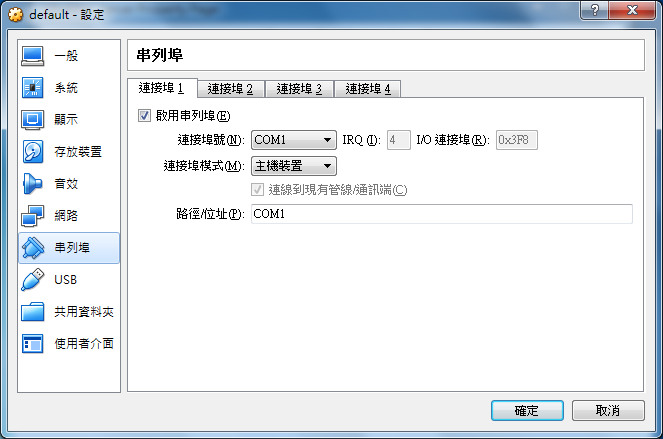 default - 設定
一般
系統
顯示
存放裝置
音效
網路
串列埠
USB
共用資料夾
使用者介面
串列埠
連接埠 1 連接埠 2 連接埠 3 連接埠 4
啟用串列埠(E)
連接埠號(N): COM1 IRQ (I): 4 I/O 連接埠(R): 0x3F8
連接埠模式(M): 主機裝置
連線到現有管線/通訊端(C)
路徑/位址(P): COM1
確定 取消